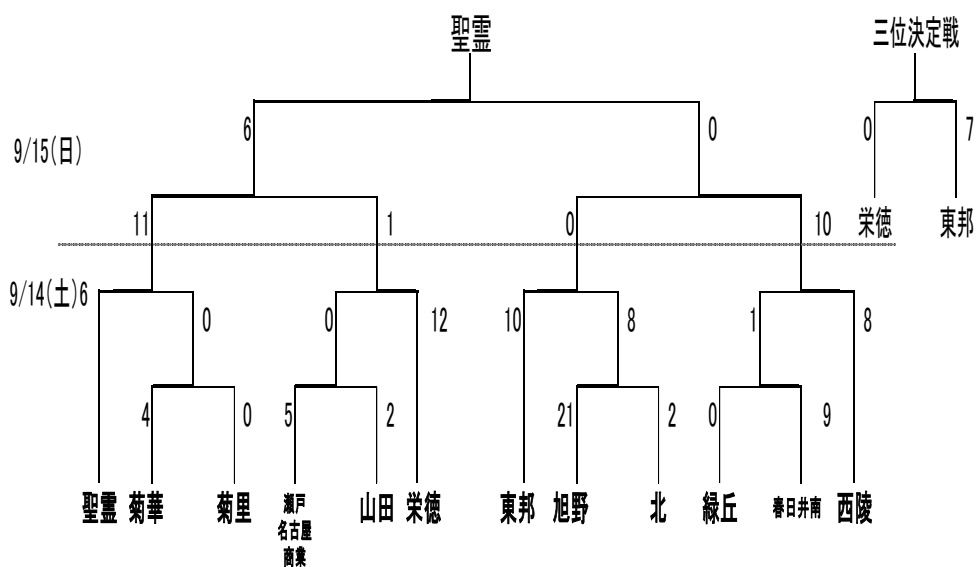 聖霊
三位決定戦
6
0
0
7
9/15(日)
栄徳
東邦
11
1
0
10
9/14(土)6
0
0
12
10
8
1
8
4
0
5
2
21
2
0
9
聖霊
菊華
菊里
瀬戸
名古屋
商業
山田
栄徳
東邦
旭野
北
緑丘
春日井南
西陵